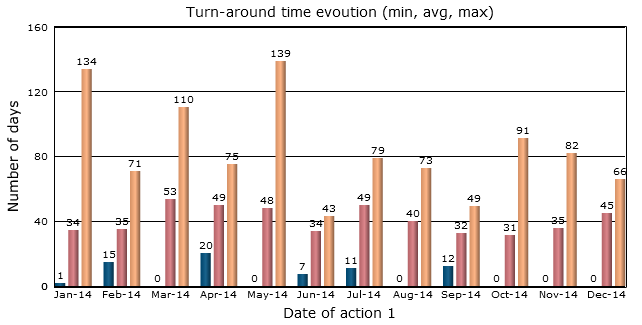 Turn-around time evoution (min, avg, max)
160
120
80
40
0
Number of days
1 34 134
15 35 71
0 53 110
20 49 75
0 48 139
7 34 43
11 49 79
0 40 73
12 32 49
0 31 91
0 35 82
0 45 66
Jan-14 Feb-14 Mar-14 Apr-14 May-14 Jun-14 Jul-14 Aug-14 Sep-14 Oct-14 Nov-14 Dec-14
Date of action 1